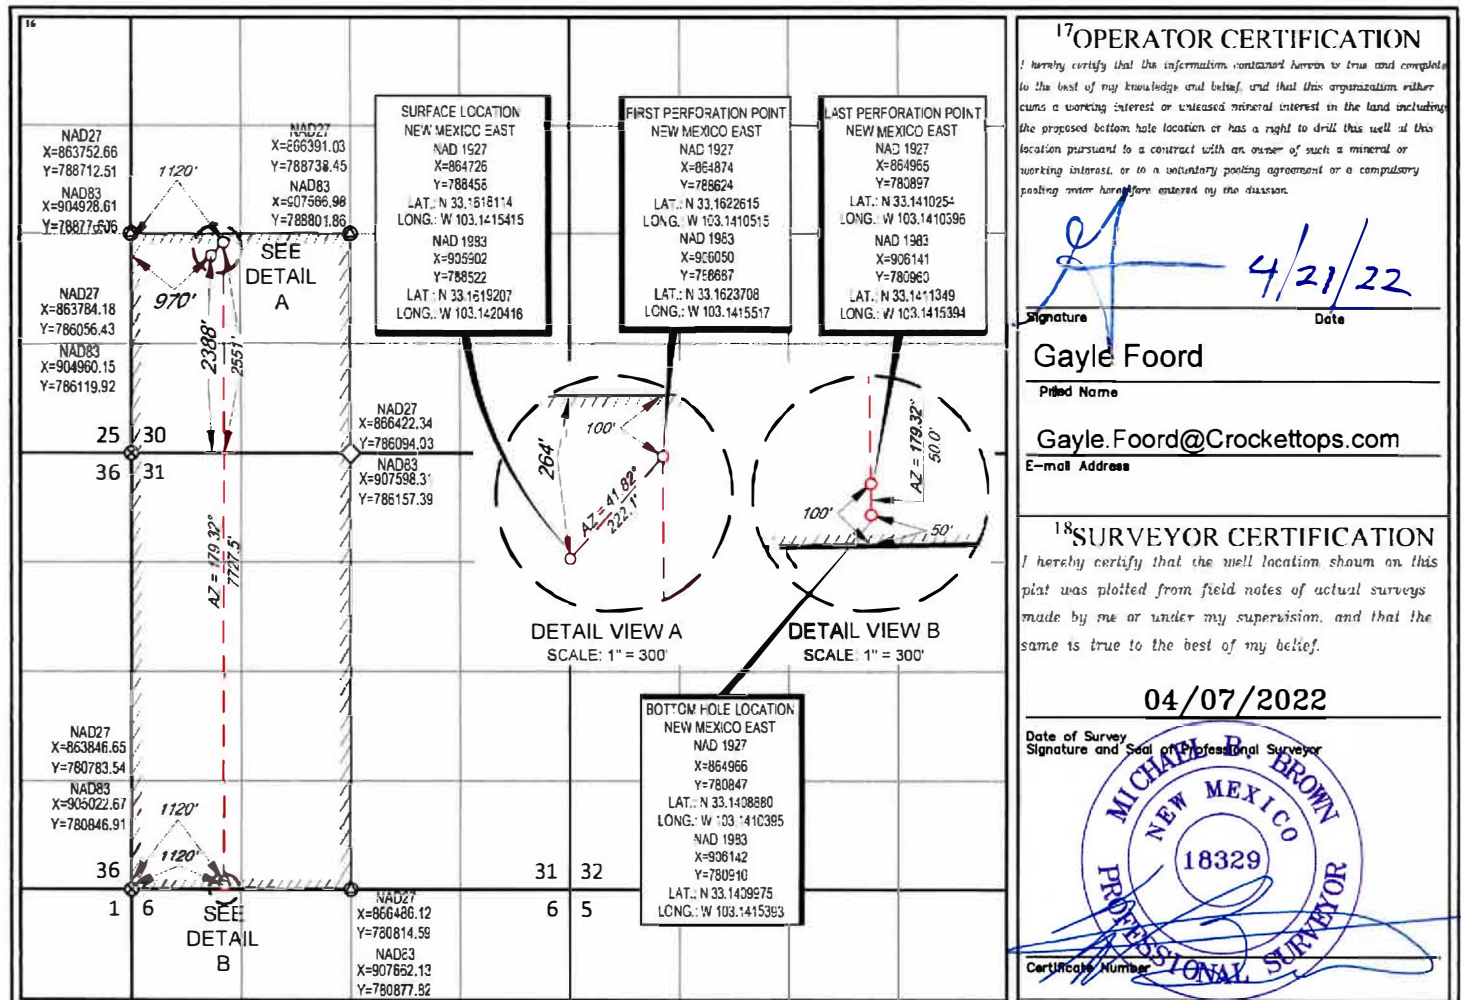 16
NAD27
X=863752.66
Y=788712.51
NAD83
X=904928.61
1120'
NAD27
X=866391.03
Y=788738.45
NAD83
X=907566.98
Y=788801.86
SEE
DETAIL
A
970'
NAD27
X=863784.18
Y=786056.43
NAD83
X=904960.15
Y=786119.92
2388'
2551'
25 30
36 31
NAD27
X=866422.34
Y=786094.03
NAD83
Y=786157.39
AZ = 179.32°
7727.5'
NAD27
X=863846.65
Y=780783.54
NAD83
X=905022.67
Y=780846.91
1120'
1120'
36
1 6
SEE
DETAIL
B
NAD27
X=866486.12
Y=780814.59
NAD83
X=907662.13
Y=780877.82
31 32
6 5
SURFACE LOCATION
NEW MEXICO EAST
NAD 1927
X=864726
Y=788458
LAT.: N 33.1618114
LONG.: W 103.1415415
NAD 1983
X=905902
Y=788522
LAT.: N 33.1619207
LONG.: W 103.1420416
FIRST PERFORATION POINT
NEW MEXICO EAST
NAD 1927
X=864874
Y=788624
LAT.: N 33.1622615
LONG.: W 103.1410515
NAD 1983
X=906050
Y=788687
LAT.: N 33.1623708
LONG.: W 103.1415517
LAST PERFORATION POINT
NEW MEXICO EAST
NAD 1927
X=864965
Y=780897
LAT.: N 33.1410254
LONG.: W 103.1410396
NAD 1983
X=906141
Y=780960
LAT.: N 33.1411349
LONG.: W 103.1415394
264'
100'
AZ = 41.82°
222.1'
DETAIL VIEW A
SCALE: 1" = 300'
AZ = 179.32°
50.0'
100'
50'
DETAIL VIEW B
SCALE: 1" = 300'
BOTTOM HOLE LOCATION
NEW MEXICO EAST
NAD 1927
X=864966
Y=780847
LAT.: N 33.1408880
LONG.: W 103.1410395
NAD 1983
X=906142
Y=780910
LAT.: N 33.1409975
LONG.: W 103.1415393
17 OPERATOR CERTIFICATION
I hereby certify that the information contained herein is true and complete
to the best of my knowledge and belief, and that this organization either
owns a working interest or unleased mineral interest in the land including
the proposed bottom hole location or has a right to drill this well at this
location pursuant to a contract with an owner of such a mineral or
working interest, or to a voluntary pooling agreement or a compulsory
pooling order heretofore entered by the division.
4/21/22
Signature Date
Gayle Foord
Printed Name
Gayle.Foord@Crockettops.com
E-mail Address
18 SURVEYOR CERTIFICATION
I hereby certify that the well location shown on this
plat was plotted from field notes of actual surveys
made by me or under my supervision, and that the
same is true to the best of my belief.
04/07/2022
Date of Survey
Signature and Seal of Professional Surveyor
MICHAEL B. BROWN
NEW MEXICO
18329
PROFESSIONAL SURVEYOR
Certificate Number